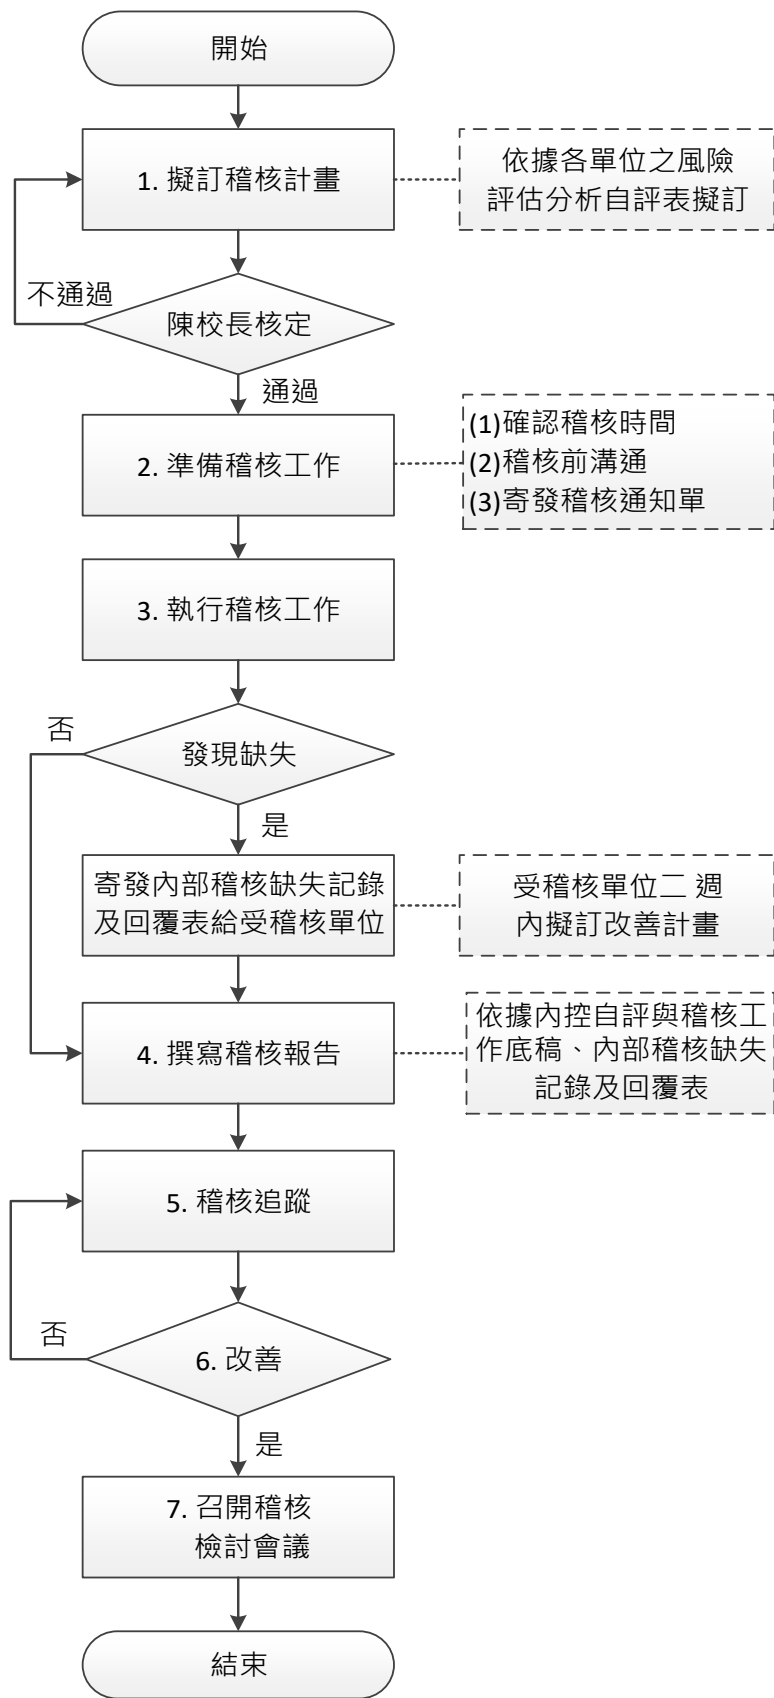 開始
1. 擬訂稽核計畫
依據各單位之風險
評估分析自評表擬訂
不通過
陳校長核定
通過
2. 準備稽核工作
(1)確認稽核時間
(2)稽核前溝通
(3)寄發稽核通知單
3. 執行稽核工作
否
發現缺失
是
寄發內部稽核缺失記錄
及回覆表給受稽核單位
受稽核單位二 週
內擬訂改善計畫
4. 撰寫稽核報告
依據內控自評與稽核工
作底稿、內部稽核缺失
記錄及回覆表
5. 稽核追蹤
否
6. 改善
是
7. 召開稽核
檢討會議
結束